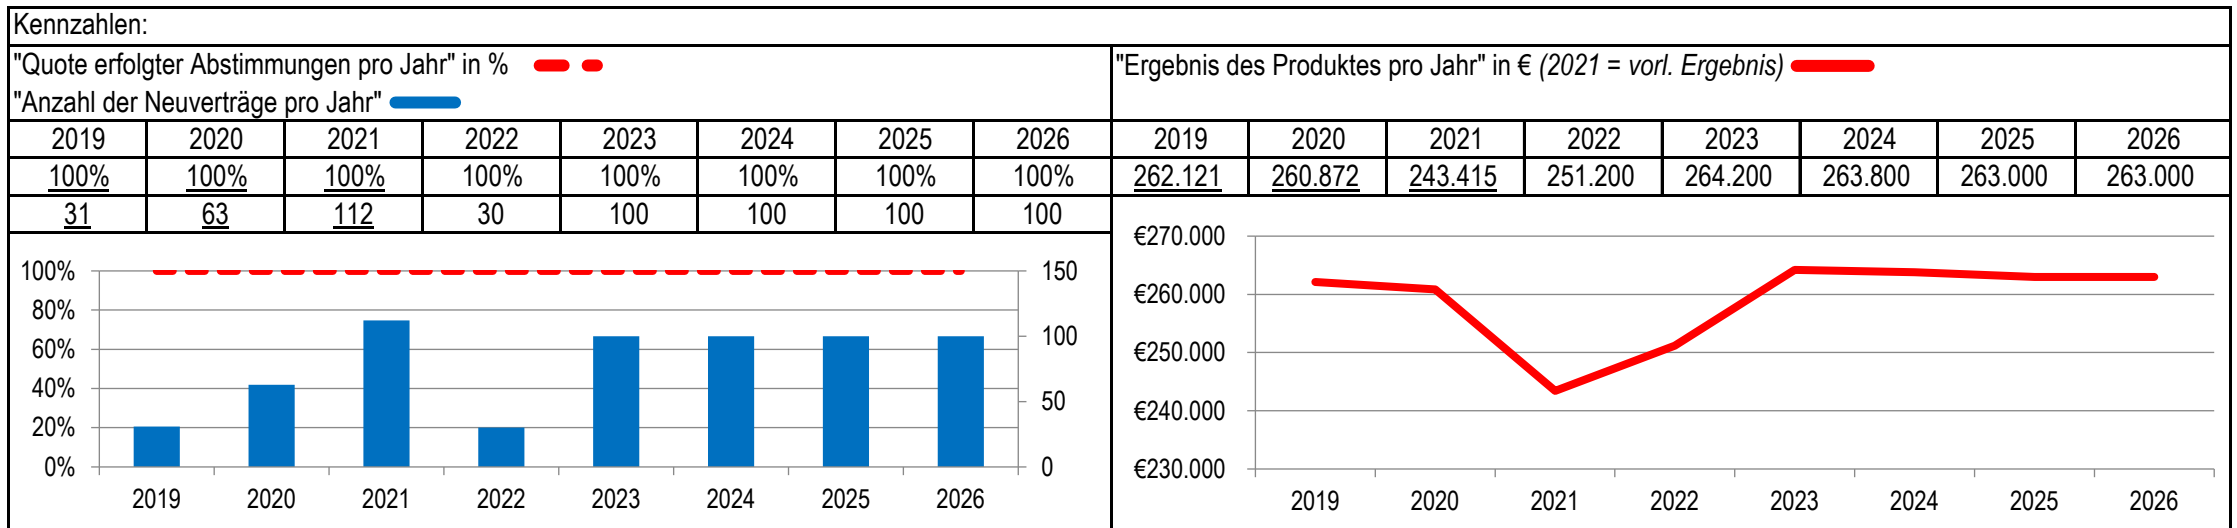 Kennzahlen:
"Quote erfolgter Abstimmungen pro Jahr" in %
"Anzahl der Neuverträge pro Jahr"
2019 2020 2021 2022 2023 2024 2025 2026
100% 100% 100% 100% 100% 100% 100% 100%
31 63 112 30 100 100 100 100
100% 150
80%
60% 100
40%
50
20%
0% 0
2019 2020 2021 2022 2023 2024 2025 2026
"Ergebnis des Produktes pro Jahr" in € (2021 = vorl. Ergebnis)
2019 2020 2021 2022 2023 2024 2025 2026
262.121 260.872 243.415 251.200 264.200 263.800 263.000 263.000
€270.000
€260.000
€250.000
€240.000
€230.000
2019 2020 2021 2022 2023 2024 2025 2026